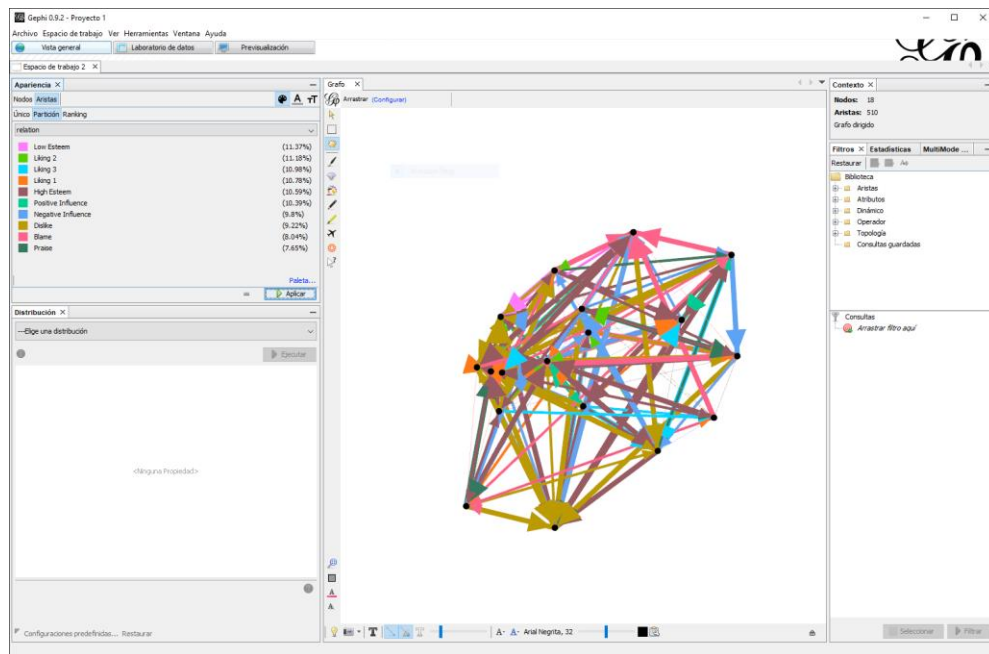 Gephi 0.9.2 - Proyecto 1
Archivo Espacio de trabajo Ver Herramientas Ventana Ayuda
Vista general Laboratorio de datos Previsualización
Espacio de trabajo 2
Apariencia
Nodos Aristas
Único Partición Ranking
relation
Low Esteem (11.37%)
Liking 2 (11.18%)
Liking 3 (10.98%)
Liking 1 (10.78%)
High Esteem (10.59%)
Positive Influence (10.39%)
Negative Influence (9.8%)
Dislike (9.22%)
Blame (8.04%)
Praise (7.65%)
Paleta...
Aplicar
Distribución
---Elige una distribución
Ejecutar
<Ninguna Propiedad>
Configuraciones predefinidas... Restaurar
Grafo
Arrastrar (Configurar)
A- A- Arial Negrita, 32
Contexto
Nodos: 18
Aristas: 510
Grafo dirigido
Filtros Estadísticas MultiMode ...
Restaurar
Biblioteca
Aristas
Atributos
Dinámico
Operador
Topología
Consultas guardadas
Consultas
Arrastrar filtro aquí
Seleccionar Filtrar